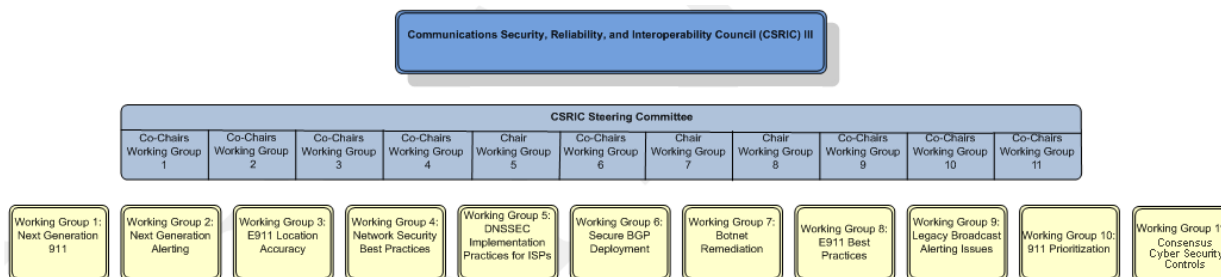 Communications Security, Reliability, and Interoperability Council (CSRIC) III
CSRIC Steering Committee
Co-Chairs
Working Group
1
Co-Chairs
Working Group
2
Co-Chairs
Working Group
3
Co-Chairs
Working Group
4
Chair
Working Group
5
Co-Chairs
Working Group
6
Chair
Working Group
7
Chair
Working Group
8
Co-Chairs
Working Group
9
Co-Chairs
Working Group
10
Co-Chairs
Working Group
11
Working Group 1:
Next Generation
911
Working Group 2:
Next Generation
Alerting
Working Group 3:
E911 Location
Accuracy
Working Group 4:
Network Security
Best Practices
Working Group 5:
DNSSEC
Implementation
Practices for ISPs
Working Group 6:
Secure BGP
Deployment
Working Group 7:
Botnet
Remediation
Working Group 8:
E911 Best
Practices
Working Group 9:
Legacy Broadcast
Alerting Issues
Working Group 10:
911 Prioritization
Working Group
Consensus
Cyber Security
Controls